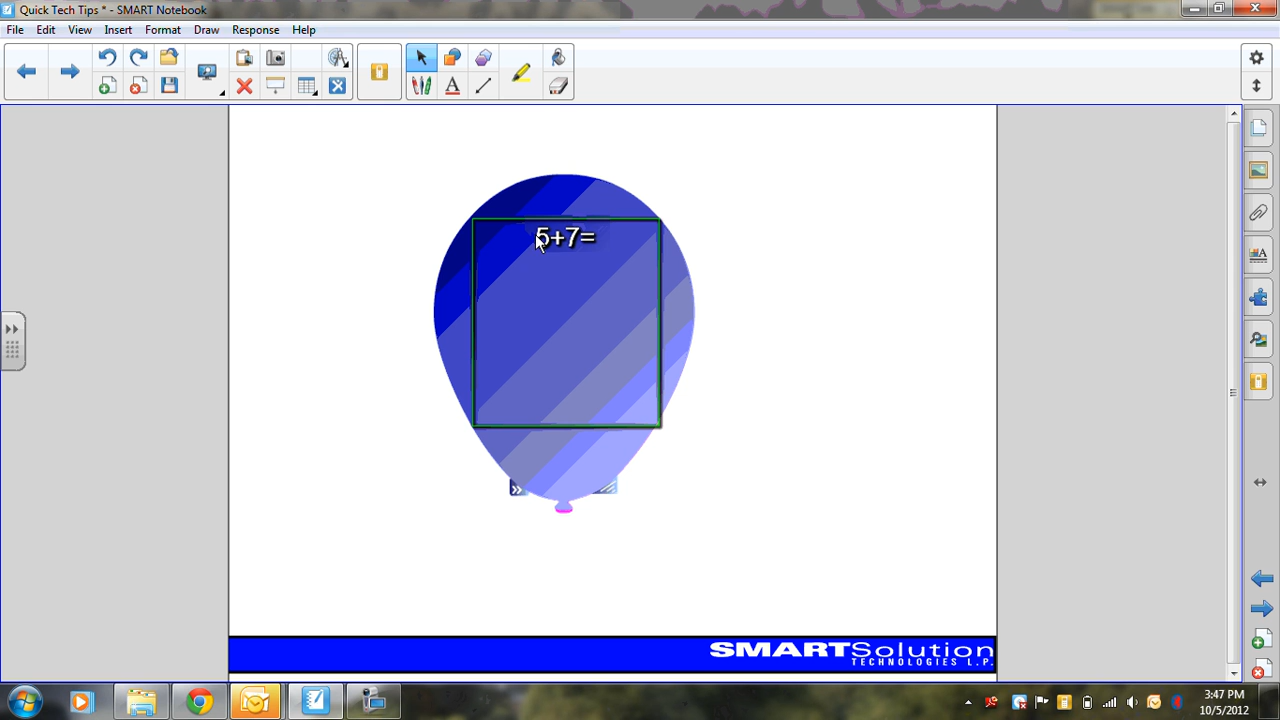 Quick Tech Tips * - SMART Notebook
File Edit View Insert Format Draw Response Help
5+7=
SMARTSolution
TECHNOLOGIES L.P.
3:47 PM
10/5/2012